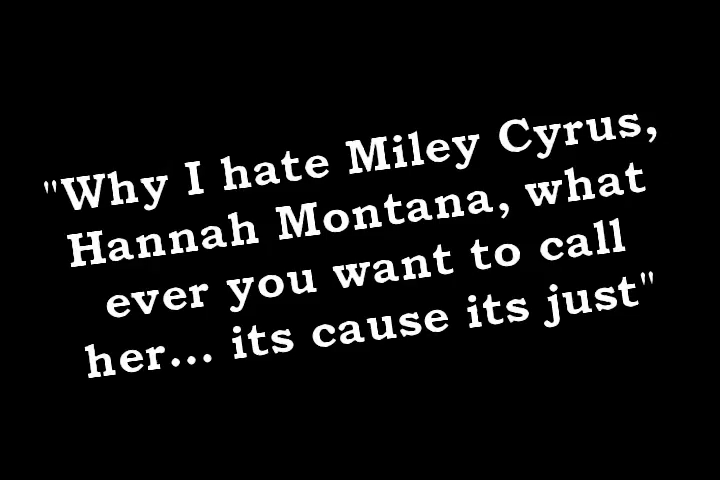 "Why I hate Miley Cyrus,
Hannah Montana, what
ever you want to call
her... its cause its just"